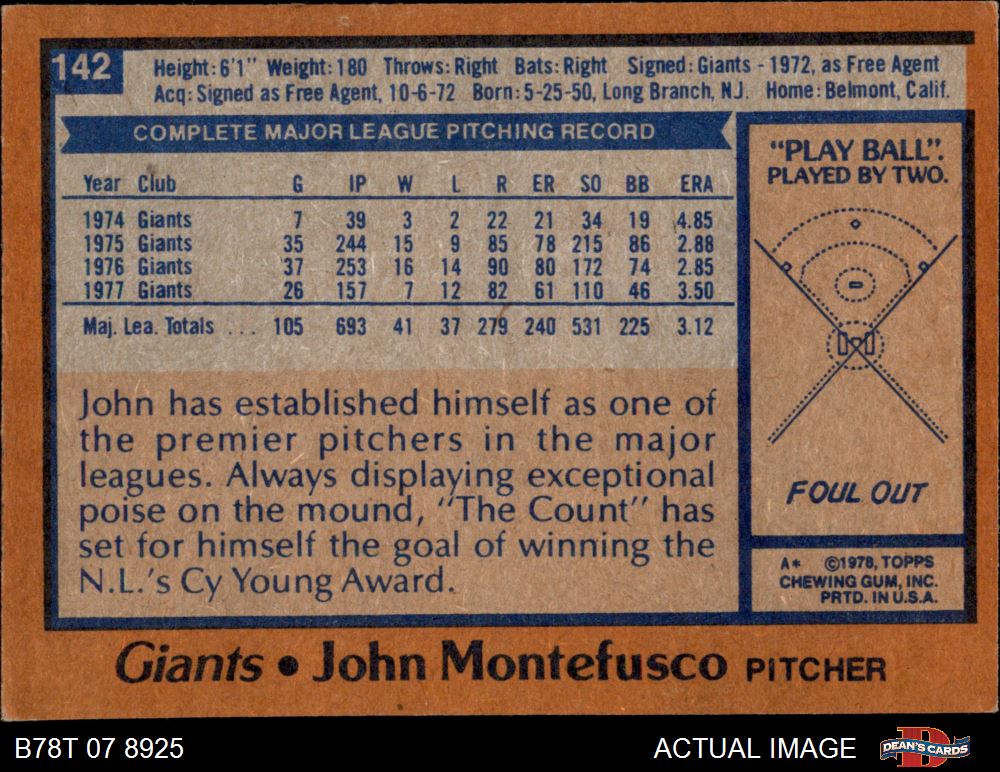 142
Height: 6'1" Weight: 180 Throws: Right Bats: Right Signed: Giants - 1972, as Free Agent
Acq: Signed as Free Agent, 10-6-72 Born: 5-25-50, Long Branch, N.J. Home: Belmont, Calif.
COMPLETE MAJOR LEAGUE PITCHING RECORD
Year Club G IP W L R ER SO BB ERA
1974 Giants 7 39 3 2 22 21 34 19 4.85
1975 Giants 35 244 15 9 85 78 215 86 2.88
1976 Giants 37 253 16 14 90 80 172 74 2.85
1977 Giants 26 157 7 12 82 61 110 46 3.50
Maj. Lea. Totals ... 105 693 41 37 279 240 531 225 3.12
John has established himself as one of
the premier pitchers in the major
leagues. Always displaying exceptional
poise on the mound, "The Count" has
set for himself the goal of winning the
N.L.'s Cy Young Award.
"PLAY BALL".
PLAYED BY TWO.
FOUL OUT
A* ©1978, TOPPS
CHEWING GUM, INC.
PRTD. IN U.S.A.
Giants • John Montefusco PITCHER
B78T 07 8925
ACTUAL IMAGE
D
DEAN'S CARDS